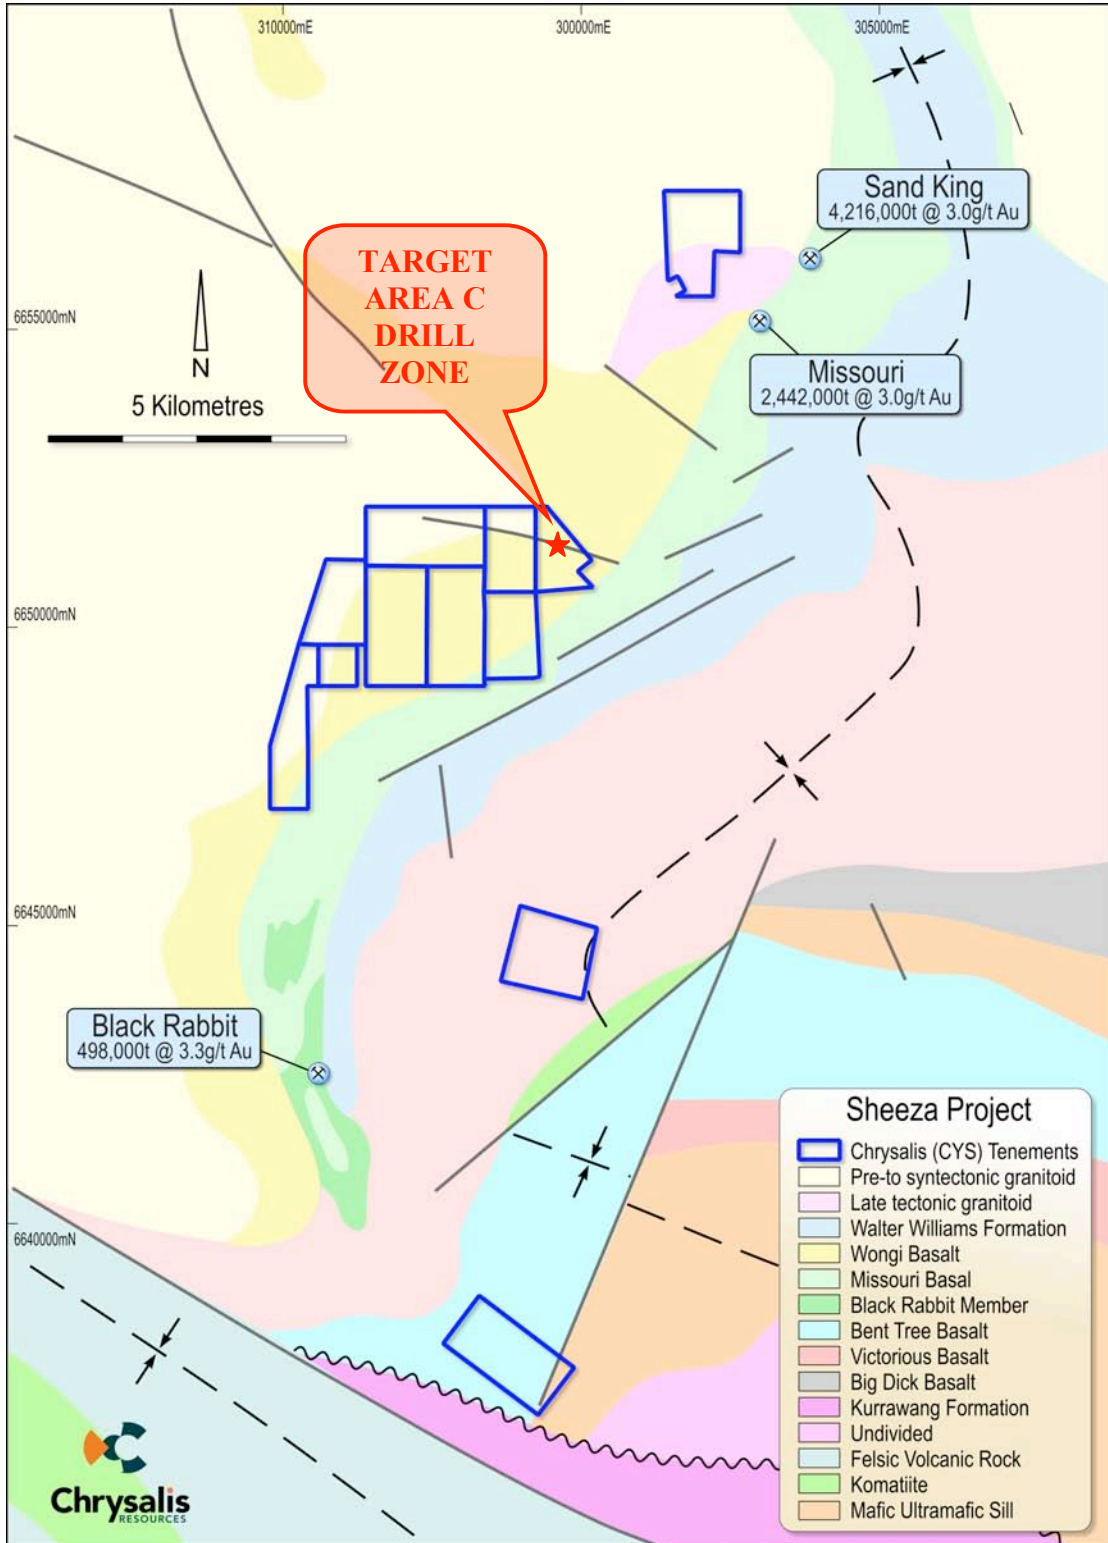 310000mE
300000mE
305000mE
Sand King
4,216,000t @ 3.0g/t Au
TARGET
AREA C
DRILL
ZONE
6655000mN
N
Missouri
2,442,000t @ 3.0g/t Au
5 Kilometres
6650000mN
6645000mN
Black Rabbit
498,000t @ 3.3g/t Au
6640000mN
Sheeza Project
Chrysalis (CYS) Tenements
Pre-to syntectonic granitoid
Late tectonic granitoid
Walter Williams Formation
Wongi Basalt
Missouri Basal
Black Rabbit Member
Bent Tree Basalt
Victorious Basalt
Big Dick Basalt
Kurrawang Formation
Undivided
Felsic Volcanic Rock
Komatiite
Mafic Ultramafic Sill
Chrysalis
RESOURCES